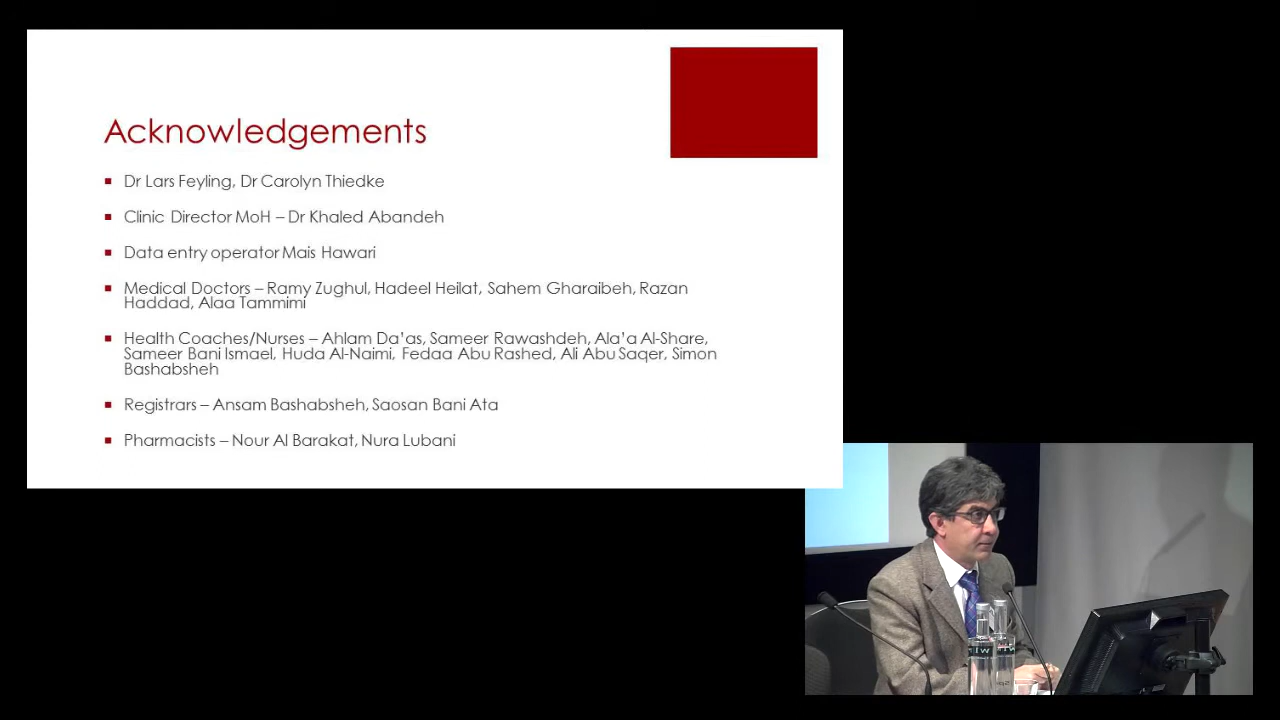 Acknowledgements
Dr Lars Feyling, Dr Carolyn Thiedke
Clinic Director MoH – Dr Khaled Abandeh
Data entry operator Mais Hawari
Medical Doctors – Ramy Zughul, Hadeel Heilat, Sahem Gharaibeh, Razan
Haddad, Alaa Tammimi
Health Coaches/Nurses – Ahlam Da'as, Sameer Rawashdeh, Ala'a Al-Share,
Sameer Bani Ismael, Huda Al-Naimi, Fedaa Abu Rashed, Ali Abu Saqer, Simon
Bashabsheh
Registrars – Ansam Bashabsheh, Saosan Bani Ata
Pharmacists – Nour Al Barakat, Nura Lubani